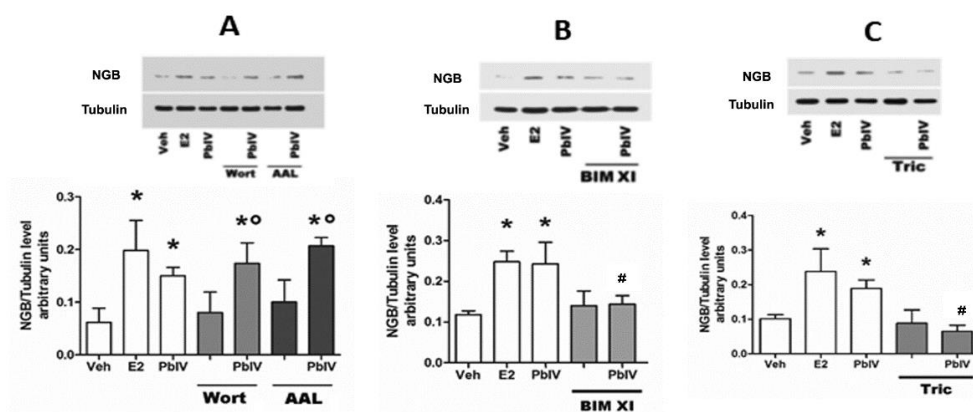 A
NGB
Tubulin
Veh E2 PbIV PbIV PbIV
Wort AAL
NGB/Tubulin level
arbitrary units
0.3
0.2
0.1
0.0
* * *° *°
Veh E2 PbIV PbIV PbIV
Wort AAL
B
NGB
Tubulin
Veh E2 PbIV PbIV
BIM XI
NGB/Tubulin level
arbitrary units
0.4
0.3
0.2
0.1
0.0
* * #
Veh E2 PbIV PbIV
BIM XI
C
NGB
Tubulin
Veh E2 PbIV PbIV
Tric
NGB/Tubulin level
arbitrary units
0.4
0.3
0.2
0.1
0.0
* * #
Veh E2 PbIV PbIV
Tric